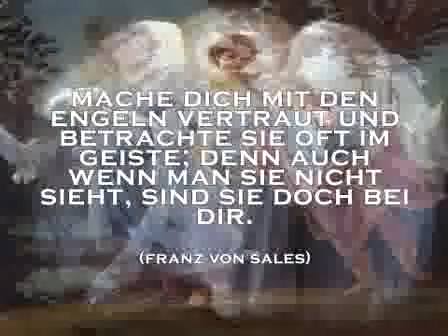 MACHE DICH MIT DEN
ENGELN VERTRAUT UND
BETRACHTE SIE OFT IM
GEISTE; DENN AUCH
WENN MAN SIE NICHT
SIEHT, SIND SIE DOCH BEI
DIR.
(FRANZ VON SALES)